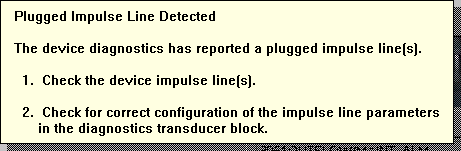 Plugged Impulse Line Detected
The device diagnostics has reported a plugged impulse line(s).
1. Check the device impulse line(s).
2. Check for correct configuration of the impulse line parameters
in the diagnostics transducer block.